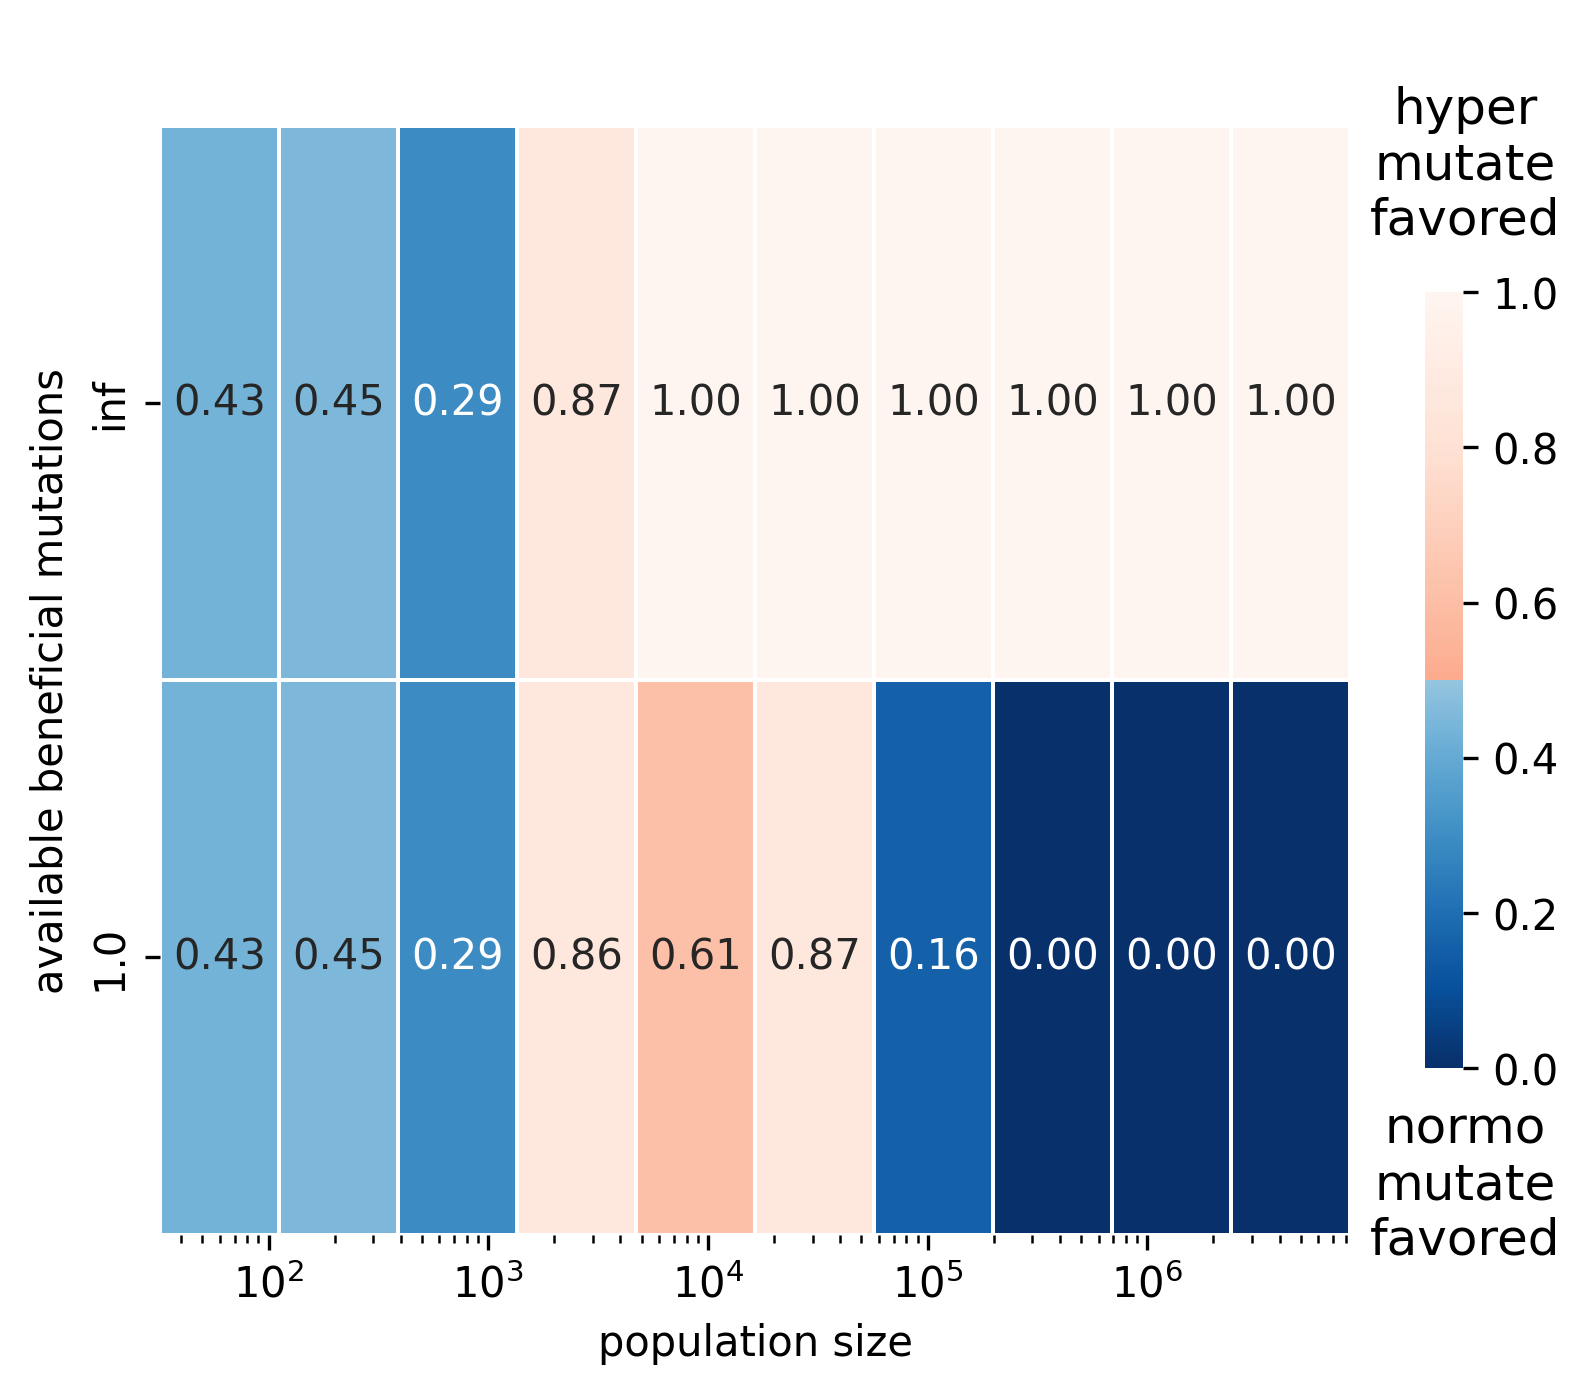 hyper
mutate
favored
available beneficial mutations
inf
0.43 0.45 0.29 0.87 1.00 1.00 1.00 1.00 1.00 1.00
1.0
0.43 0.45 0.29 0.86 0.61 0.87 0.16 0.00 0.00 0.00
1.0
0.8
0.6
0.4
0.2
0.0
normo
mutate
favored
10² 10³ 10⁴ 10⁵ 10⁶
population size